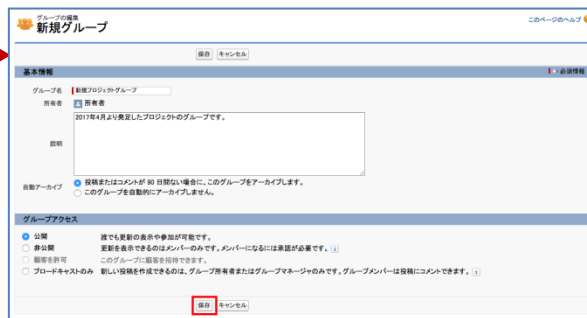 グループの編集
新規グループ
このページのヘルプ
保存 キャンセル
基本情報 必須情報
グループ名 新規プロジェクトグループ
所有者 所有者
説明 2017年4月より発足したプロジェクトのグループです。
自動アーカイブ 投稿またはコメントが 90 日間ない場合に、このグループをアーカイブします。
このグループを自動的にアーカイブしません。
グループアクセス
公開 誰でも更新の表示や参加が可能です。
非公開 更新を表示できるのはメンバーのみです。メンバーになるには承認が必要です。
顧客を許可 このグループに顧客を招待できます。
ブロードキャストのみ 新しい投稿を作成できるのは、グループ所有者またはグループマネージャのみです。グループメンバーは投稿にコメントできます。
保存 キャンセル